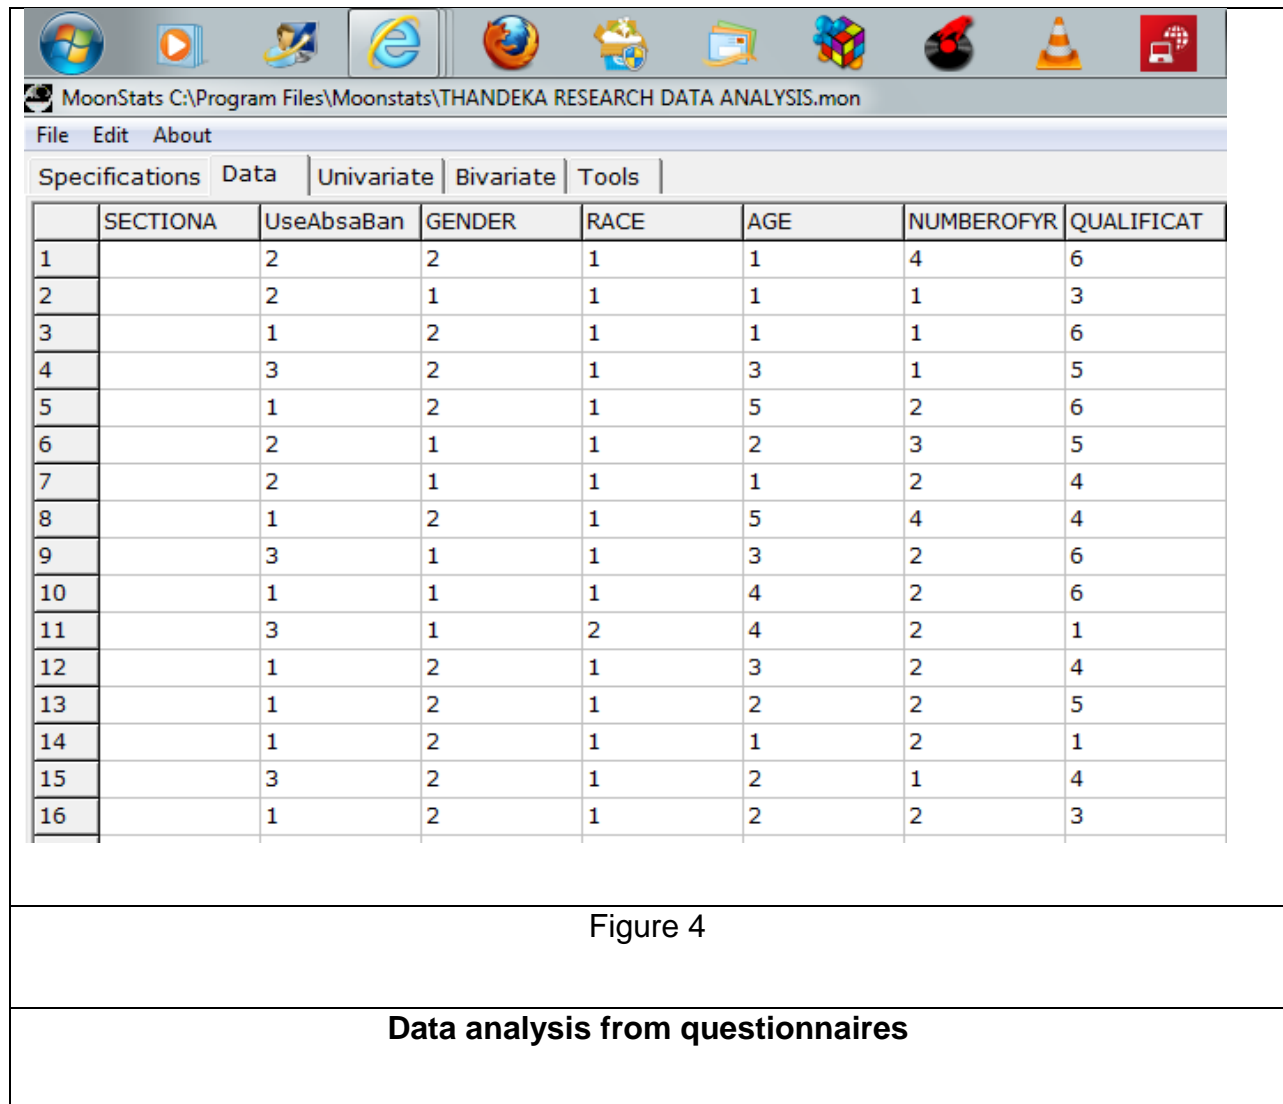 MoonStats C:\Program Files\Moonstats\THANDEKA RESEARCH DATA ANALYSIS.mon
File Edit About
Specifications Data Univariate Bivariate Tools
SECTIONA UseAbsaBan GENDER RACE AGE NUMBEROFYR QUALIFICAT
1 2 2 1 1 4 6
2 2 1 1 1 1 3
3 1 2 1 1 1 6
4 3 2 1 3 1 5
5 1 2 1 5 2 6
6 2 1 1 2 3 5
7 2 1 1 1 2 4
8 1 2 1 5 4 4
9 3 1 1 3 2 6
10 1 1 1 4 2 6
11 3 1 2 4 2 1
12 1 2 1 3 2 4
13 1 2 1 2 2 5
14 1 2 1 1 2 1
15 3 2 1 2 1 4
16 1 2 1 2 2 3
Figure 4
Data analysis from questionnaires